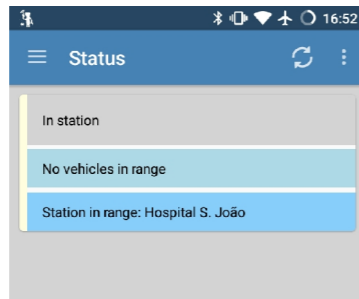 16:52
Status
In station
No vehicles in range
Station in range: Hospital S. João